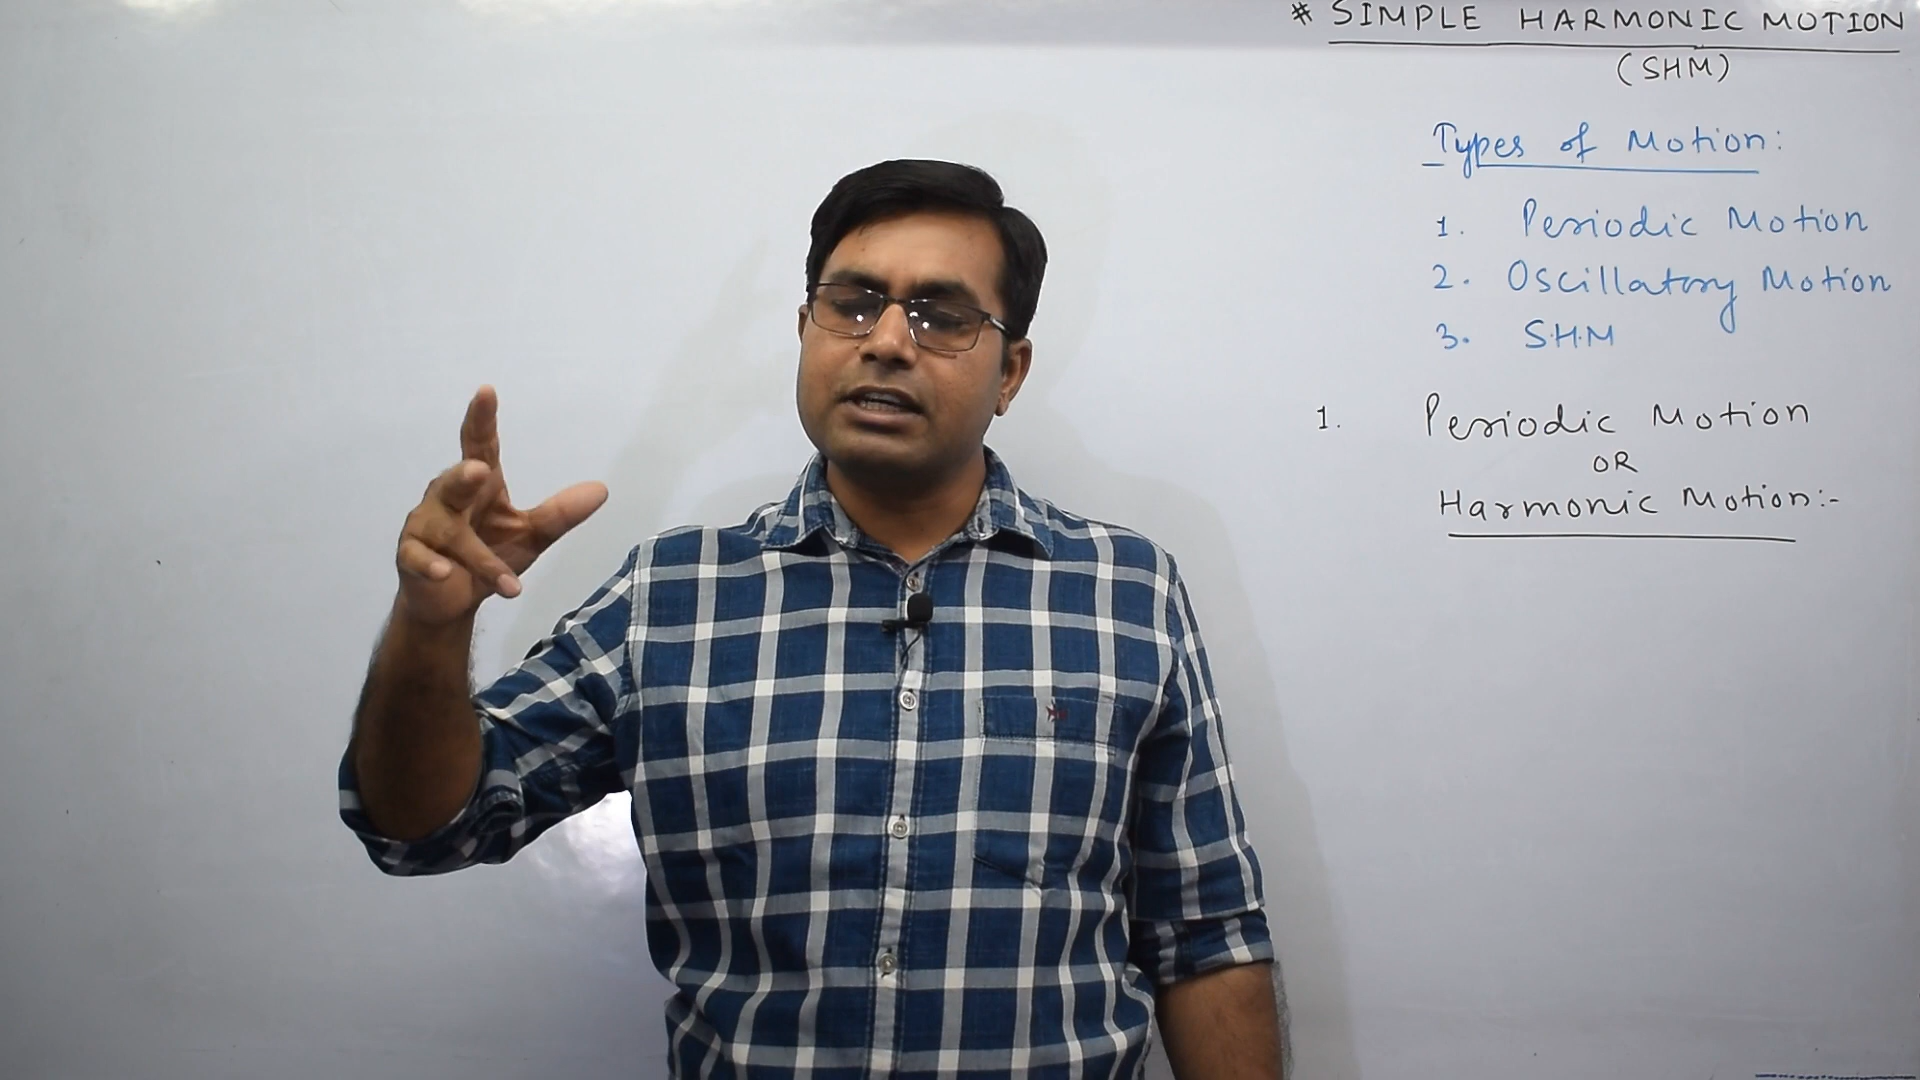 * SIMPLE HARMONIC MOTION
(SHM)
Types of Motion:
1. Periodic Motion
2. Oscillatory Motion
3. S.H.M
1. Periodic Motion
OR
Harmonic Motion:-